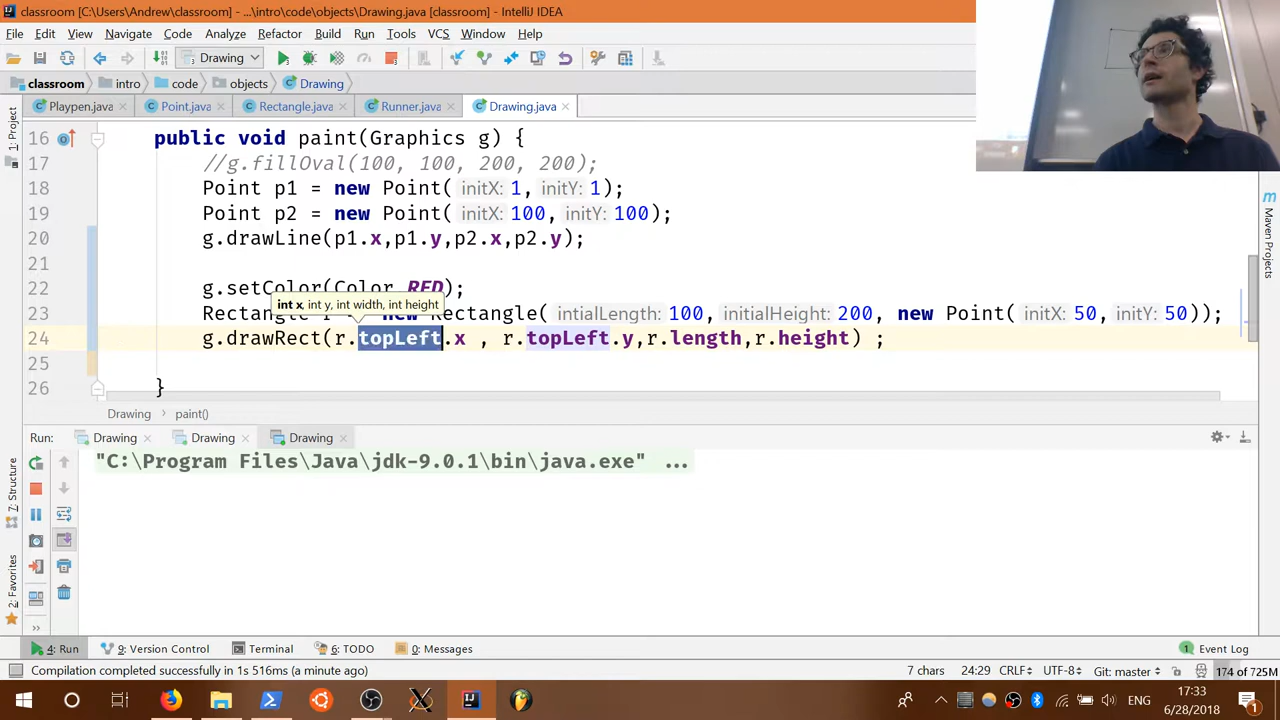 classroom [C:\Users\Andrew\classroom] - ...\intro\code\objects\Drawing.java [classroom] - IntelliJ IDEA
File Edit View Navigate Code Analyze Refactor Build Run Tools VCS Window Help
Drawing
classroom intro code objects Drawing.java
Playpen.java Point.java Rectangle.java Runner.java Drawing.java
16 public void paint(Graphics g) {
17 //g.fillOval(100, 100, 200, 200);
18 Point p1 = new Point( initX: 1, initY: 1);
19 Point p2 = new Point( initX: 100, initY: 100);
20 g.drawLine(p1.x,p1.y,p2.x,p2.y);
21
22 g.setColor(Color.RED);
int x, int y, int width, int height
23 Rectangle r = new Rectangle( intialLength: 100, initialHeight: 200, new Point( initX: 50, initY: 50));
24 g.drawRect(r.topLeft.x , r.topLeft.y,r.length,r.height) ;
25
26 }
Drawing paint()
Run: Drawing Drawing Drawing
"C:\Program Files\Java\jdk-9.0.1\bin\java.exe" ...
1: Project
7: Structure
2: Favorites
Maven Projects
4: Run 9: Version Control Terminal 6: TODO 0: Messages 1 Event Log
Compilation completed successfully in 1s 516ms (a minute ago) 7 chars 24:29 CRLF UTF-8 Git: master 174 of 725M
ENG 17:33
6/28/2018 1